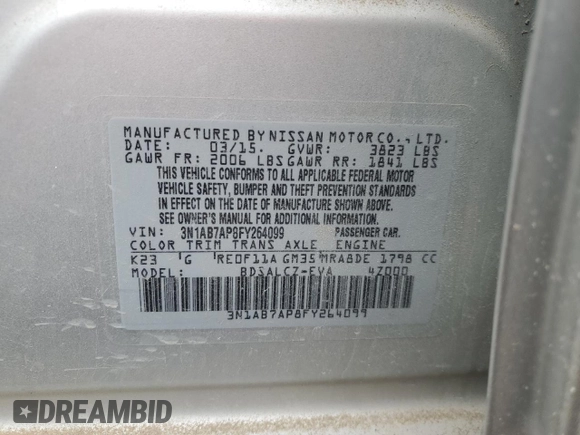 MANUFACTURED BY NISSAN MOTOR CO., LTD.
DATE: 03/15. GVWR: 3823 LBS
GAWR FR: 2006 LBS GAWR RR: 1841 LBS
THIS VEHICLE CONFORMS TO ALL APPLICABLE FEDERAL MOTOR
VEHICLE SAFETY, BUMPER AND THEFT PREVENTION STANDARDS
IN EFFECT ON THE DATE OF MANUFACTURE SHOWN ABOVE.
SEE OWNER'S MANUAL FOR ADDITIONAL INFORMATION.
VIN: 3N1AB7AP8FY264099 PASSENGER CAR.
COLOR TRIM TRANS AXLE ENGINE
K23 G RE0F11A GM35 MRA8DE 1798 CC
MODEL: BDSALCZ-EVA 4Z000
3N1AB7AP8FY264099
DREAMBID